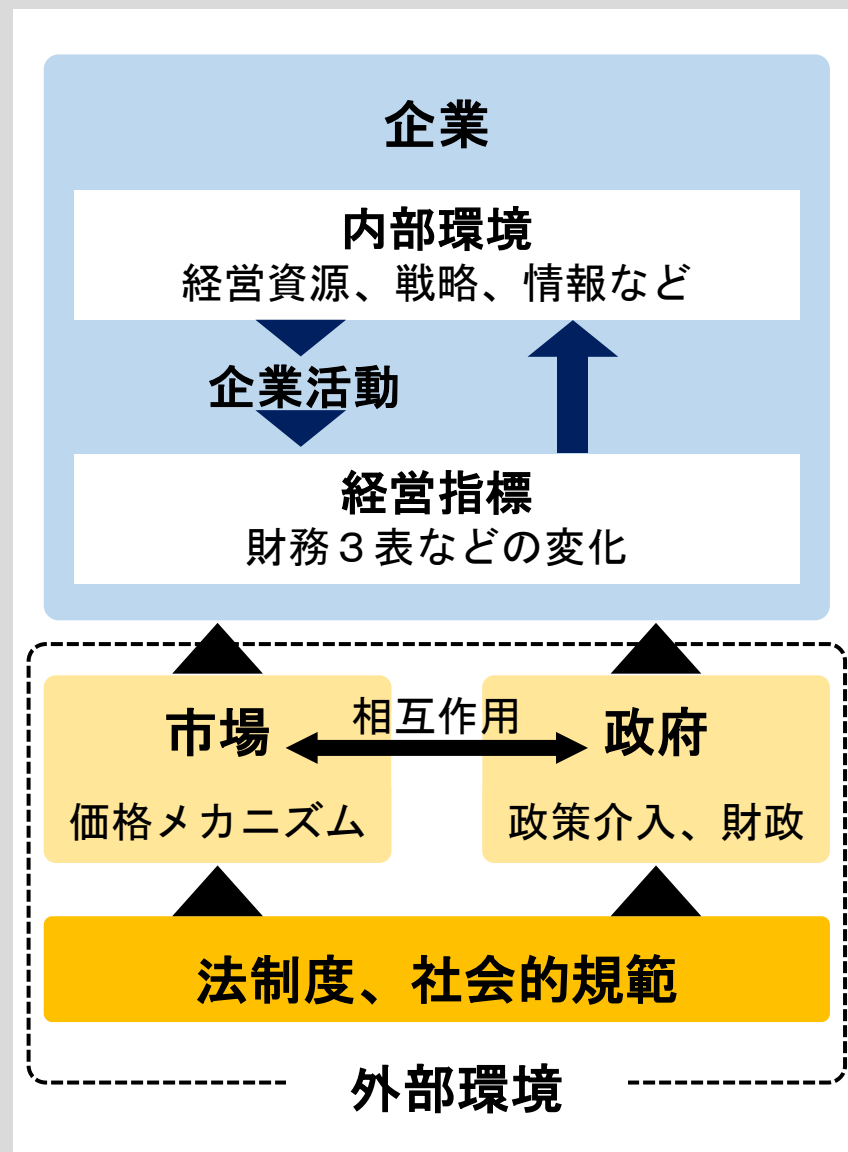 企業
内部環境
経営資源、戦略、情報など
企業活動
経営指標
財務３表などの変化
相互作用
市場
政府
価格メカニズム
政策介入、財政
法制度、社会的規範
外部環境